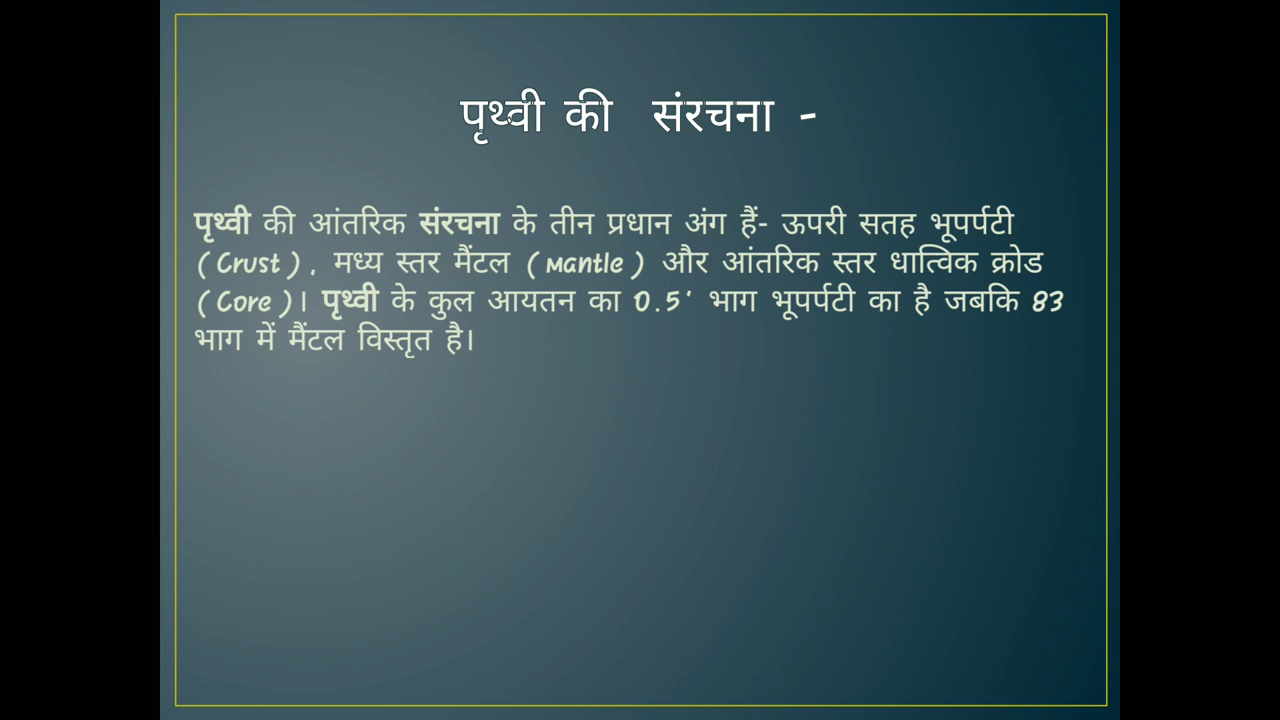 पृथ्वी की संरचना -
पृथ्वी की आंतरिक संरचना के तीन प्रधान अंग हैं- ऊपरी सतह भूपर्पटी
(Crust), मध्य स्तर मैंटल (Mantle) और आंतरिक स्तर धात्विक क्रोड
(Core)। पृथ्वी के कुल आयतन का 0.5' भाग भूपर्पटी का है जबकि 83
भाग में मैंटल विस्तृत है।